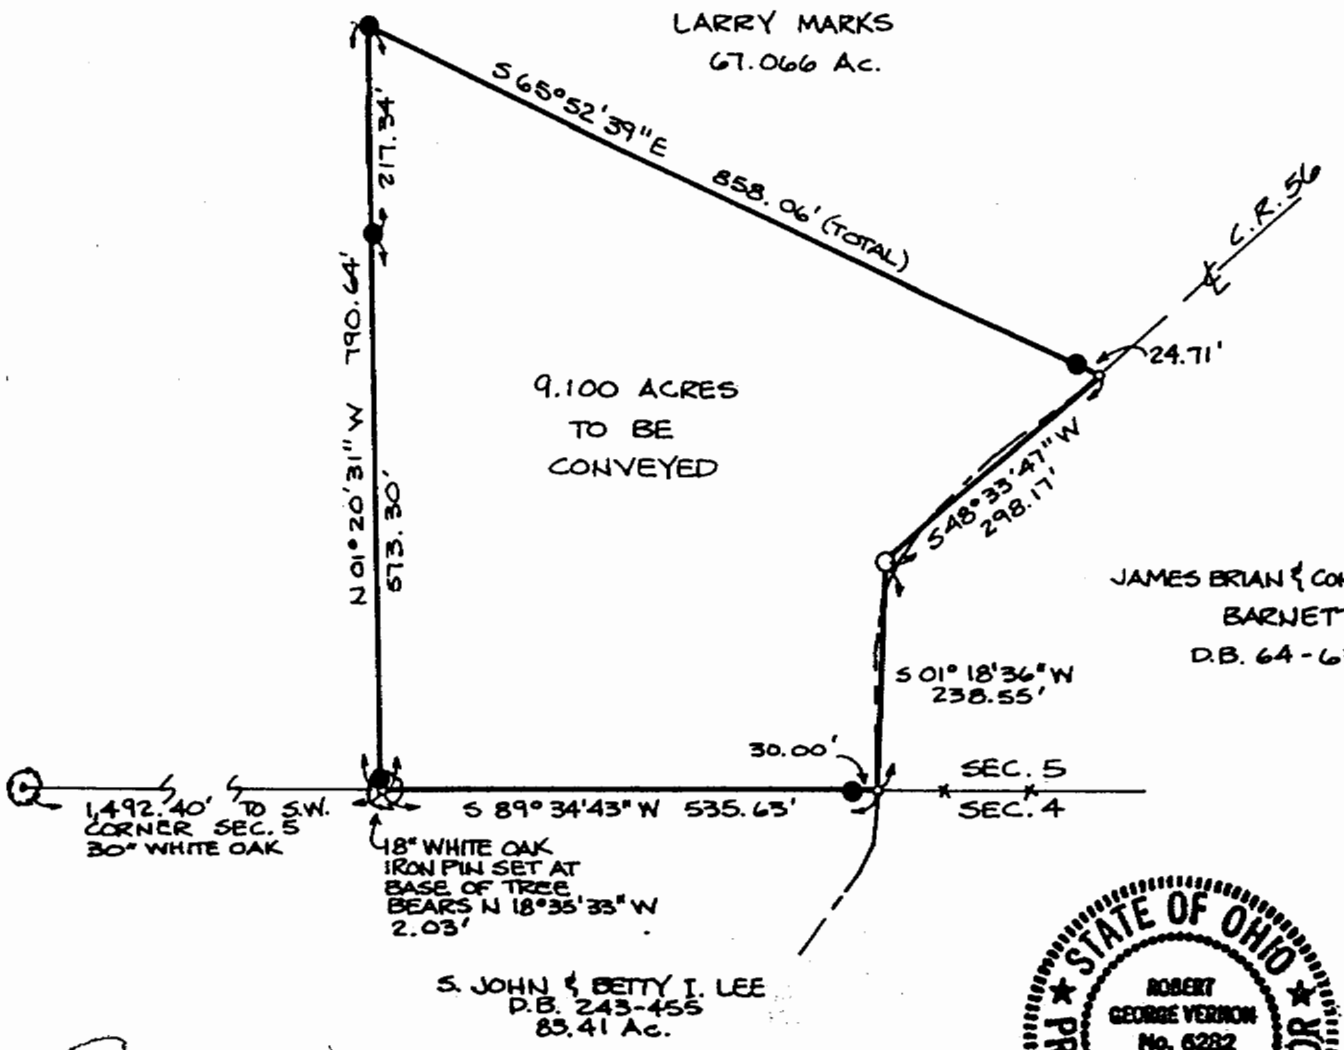 LARRY MARKS
67.066 AC.
S 65° 52' 39" E
858.06' (TOTAL)
217.34'
N 01° 20' 31" W 790.64'
573.30'
C.R. 56
24.71'
9.100 ACRES
TO BE
CONVEYED
S 48° 33' 47" W
298.17'
JAMES BRIAN &
BARNET
D.B. 64-6
S 01° 18' 36" W
238.55'
30.00'
SEC. 5
SEC. 4
S 89° 34' 43" W 535.63'
1,492.40' TO S.W.
CORNER SEC. 5
30" WHITE OAK
18" WHITE OAK
IRON PIN SET AT
BASE OF TREE
BEARS N 18° 35' 33" W
2.03'
S. JOHN & BETTY I. LEE
D.B. 243-455
83.41 Ac.
STATE OF OHIO
ROBERT
GEORGE VERNON
No. 6282